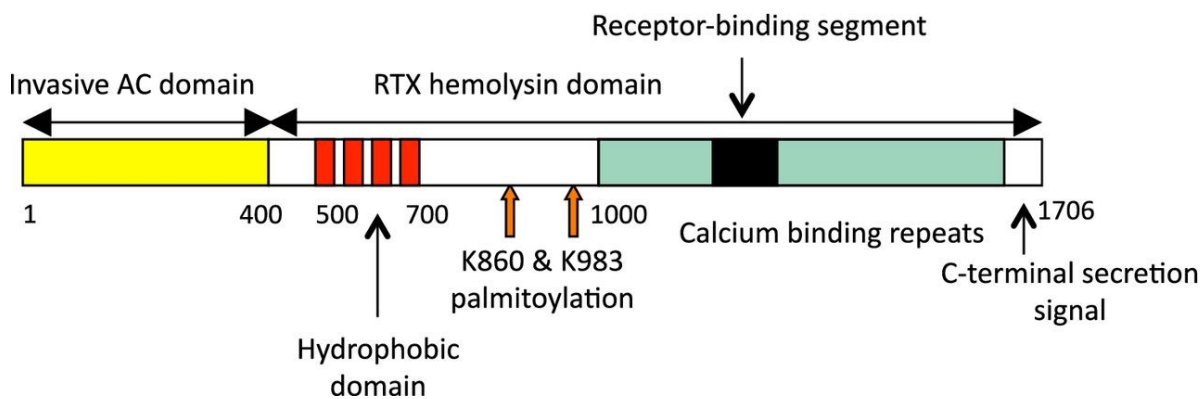 Receptor-binding segment
Invasive AC domain
RTX hemolysin domain
1
400
500
700
1000
1706
K860 & K983
palmitoylation
Calcium binding repeats
C-terminal secretion
signal
Hydrophobic
domain